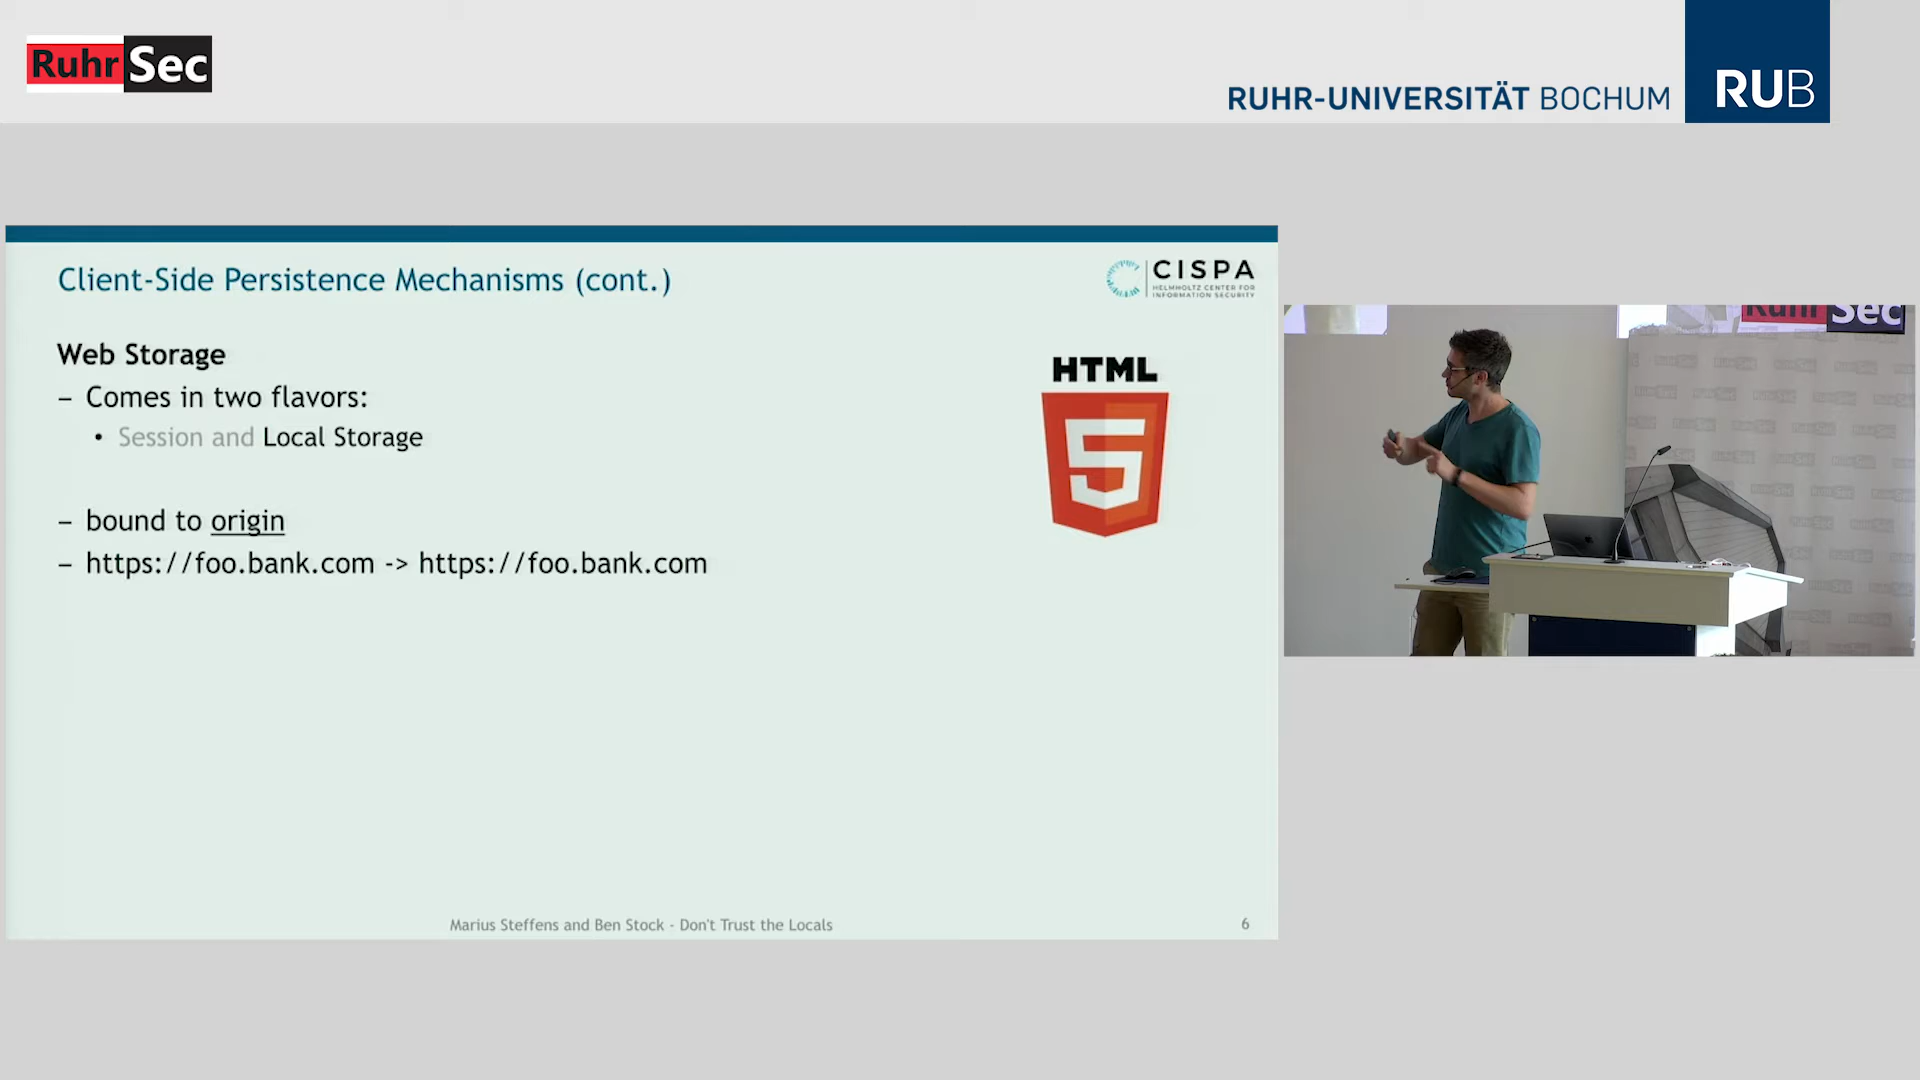 RuhrSec
RUHR-UNIVERSITÄT BOCHUM
RUB
Client-Side Persistence Mechanisms (cont.)
CISPA
HELMHOLTZ CENTER FOR
INFORMATION SECURITY
Web Storage
– Comes in two flavors:
• Session and Local Storage
– bound to origin
– https://foo.bank.com -> https://foo.bank.com
HTML
5
Marius Steffens and Ben Stock - Don't Trust the Locals
6
RuhrSec